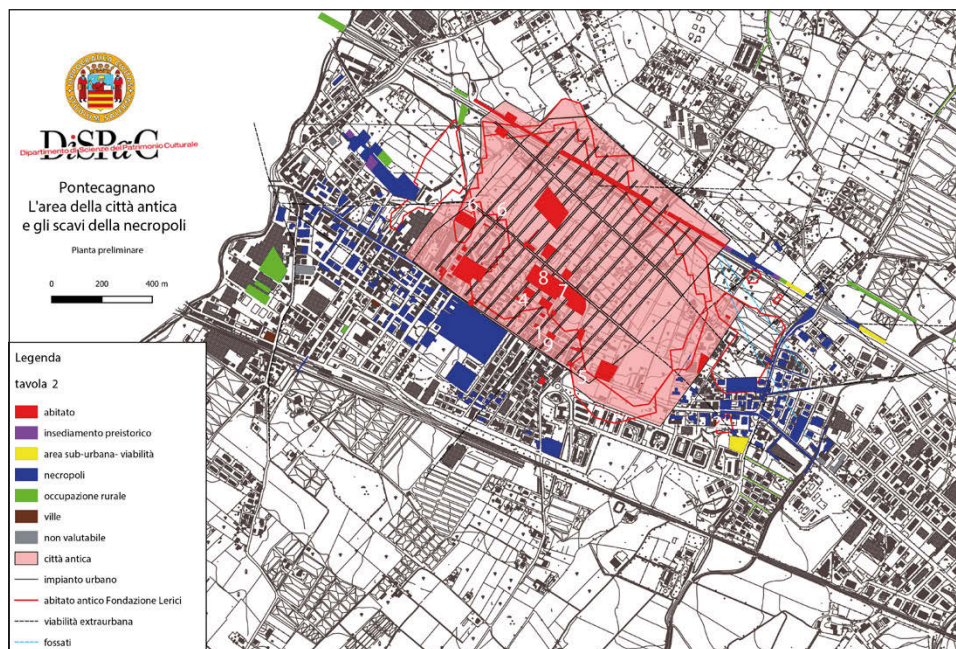 DiSPaC
Dipartimento di Scienze del Patrimonio Culturale
Pontecagnano
L'area della città antica
e gli scavi della necropoli
Pianta preliminare
0 200 400 m
Legenda
tavola 2
abitato
insediamento preistorico
area sub-urbana- viabilità
necropoli
occupazione rurale
ville
non valutabile
città antica
impianto urbano
abitato antico Fondazione Lerici
viabilità extraurbana
fossati
6
8
7
4
1
9
5